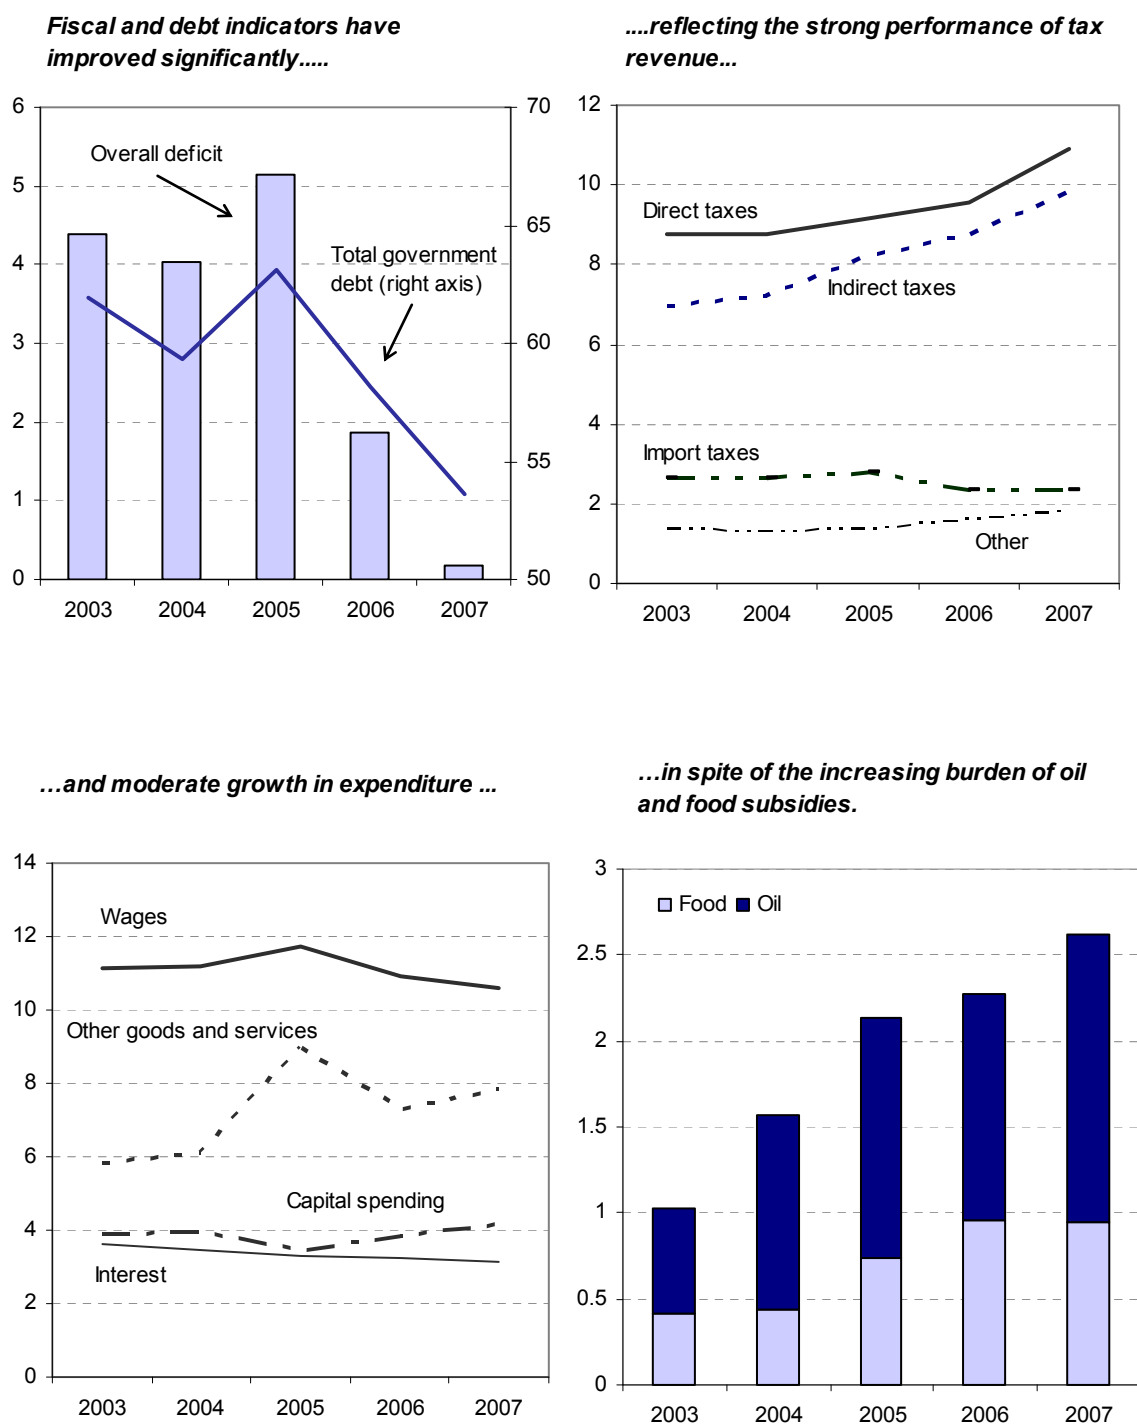 Fiscal and debt indicators have
improved significantly.....
6
5
4
3
2
1
0
70
65
60
55
50
Overall deficit
Total government
debt (right axis)
2003 2004 2005 2006 2007
....reflecting the strong performance of tax
revenue...
12
10
8
6
4
2
0
Direct taxes
Indirect taxes
Import taxes
Other
2003 2004 2005 2006 2007
…and moderate growth in expenditure ...
14
12
10
8
6
4
2
0
Wages
Other goods and services
Capital spending
Interest
2003 2004 2005 2006 2007
…in spite of the increasing burden of oil
and food subsidies.
3
2.5
2
1.5
1
0.5
0
Food Oil
2003 2004 2005 2006 2007